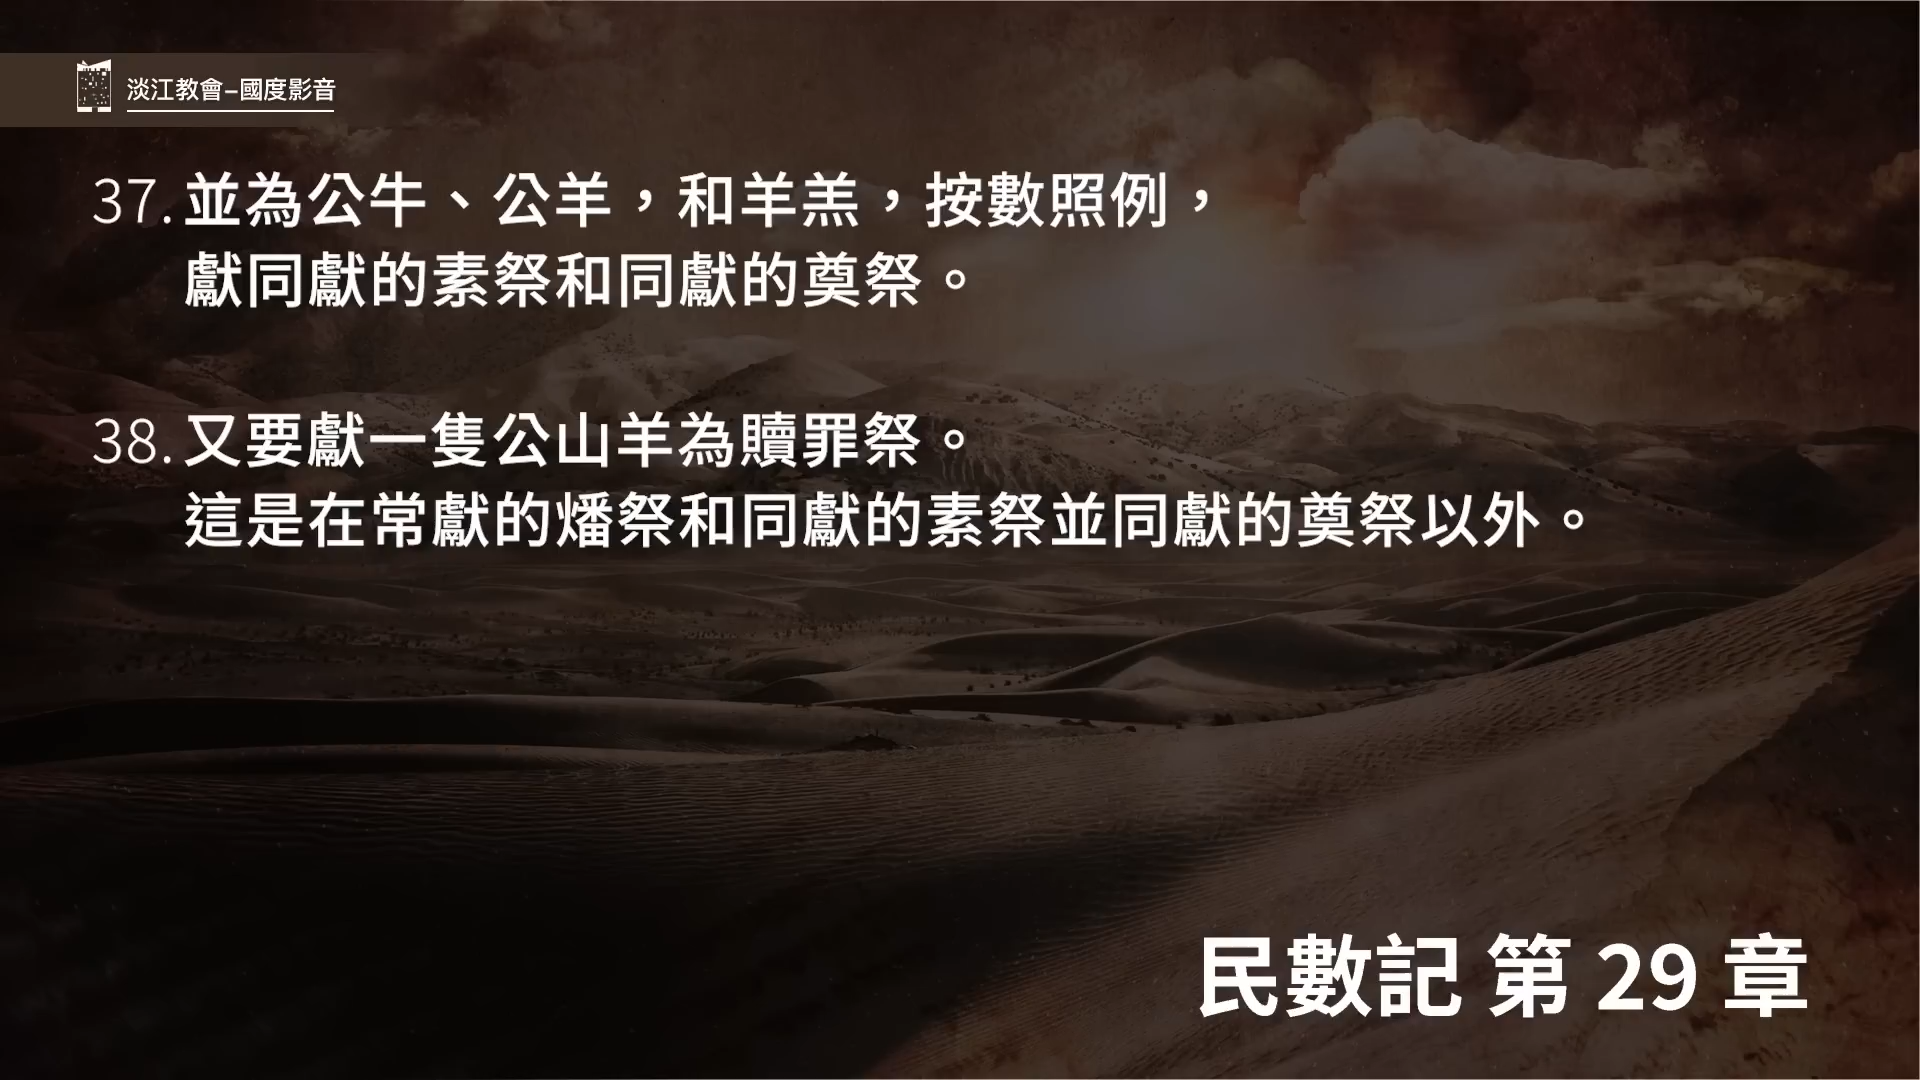 淡江教會–國度影音
37. 並為公牛、公羊，和羊羔，按數照例，
獻同獻的素祭和同獻的奠祭。
38. 又要獻一隻公山羊為贖罪祭。
這是在常獻的燔祭和同獻的素祭並同獻的奠祭以外。
民數記 第 29 章